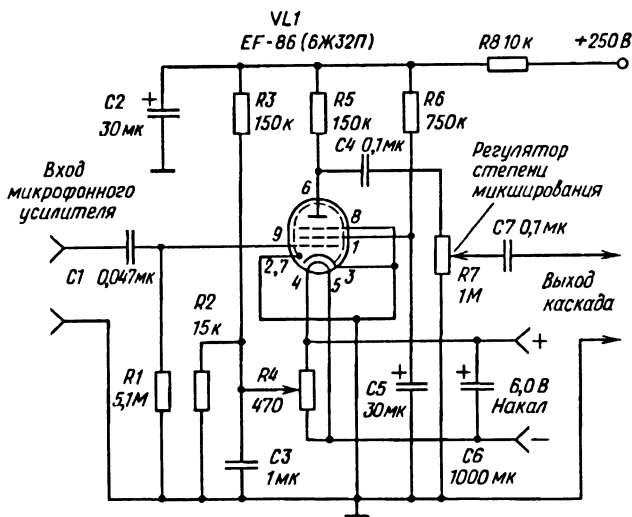 VL1
EF-86 (6Ж32П)
R8 10 к
+250 В
C2
30 мк
+
R3
150 к
R5
150 к
R6
750 к
C4 0,1 мк
Регулятор
степени
микширования
Вход
микрофонного
усилителя
6
8
9
1
2,7
4
5
3
C7 0,1 мк
C1 0,047 мк
R7
1 М
Выход
каскада
R2
15 к
R1
5,1 М
R4
470
C5
30 мк
+
+
+
6,0 В
Накал
−
C3
1 мк
C6
1000 мк